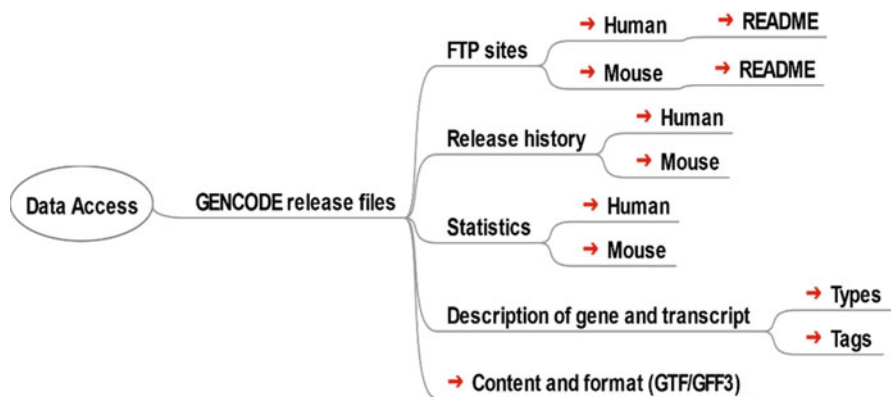 Data Access
GENCODE release files
FTP sites
➔ Human
➔ README
➔ Mouse
➔ README
Release history
➔ Human
➔ Mouse
Statistics
➔ Human
➔ Mouse
Description of gene and transcript
➔ Types
➔ Tags
➔ Content and format (GTF/GFF3)